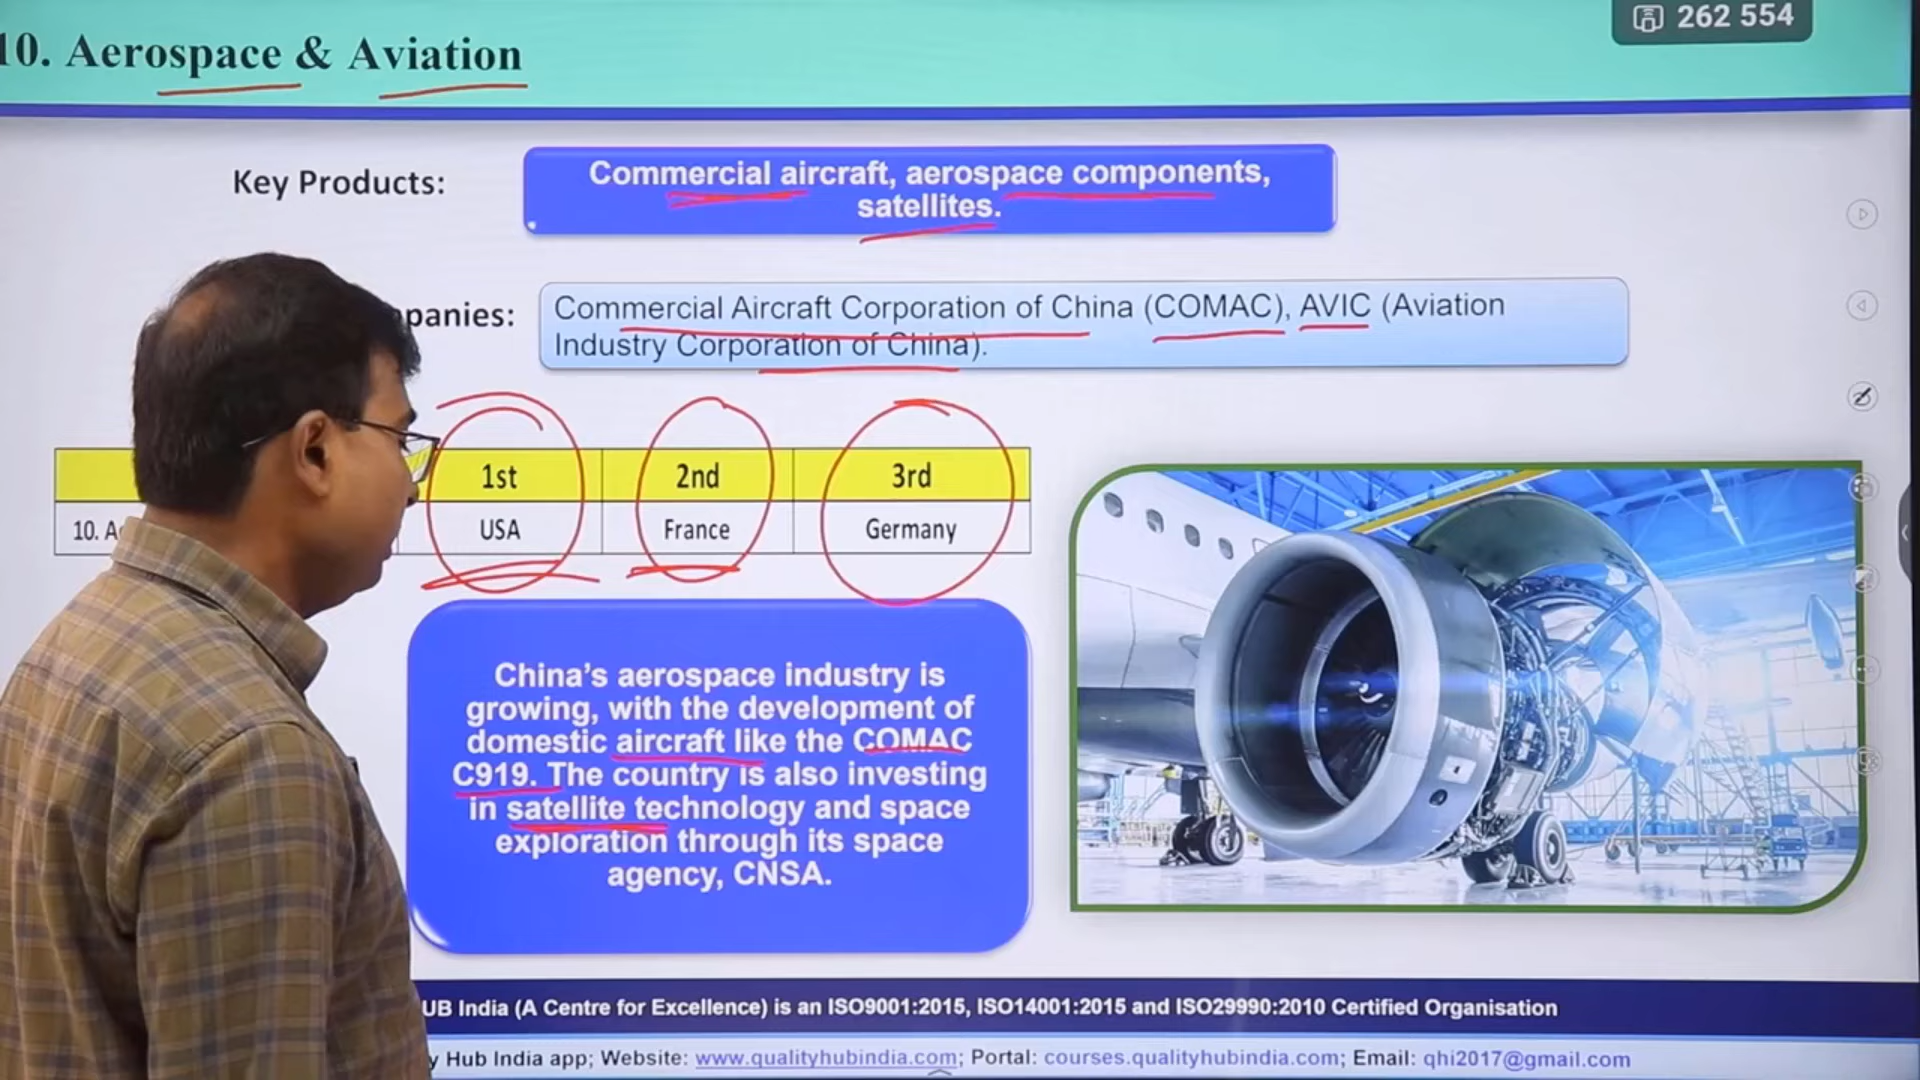 10. Aerospace & Aviation
262 554
Key Products:
Commercial aircraft, aerospace components,
satellites.
panies:
Commercial Aircraft Corporation of China (COMAC), AVIC (Aviation
Industry Corporation of China).
1st 2nd 3rd
10. A USA France Germany
China's aerospace industry is
growing, with the development of
domestic aircraft like the COMAC
C919. The country is also investing
in satellite technology and space
exploration through its space
agency, CNSA.
UB India (A Centre for Excellence) is an ISO9001:2015, ISO14001:2015 and ISO29990:2010 Certified Organisation
y Hub India app; Website: www.qualityhubindia.com; Portal: courses.qualityhubindia.com; Email: qhi2017@gmail.com